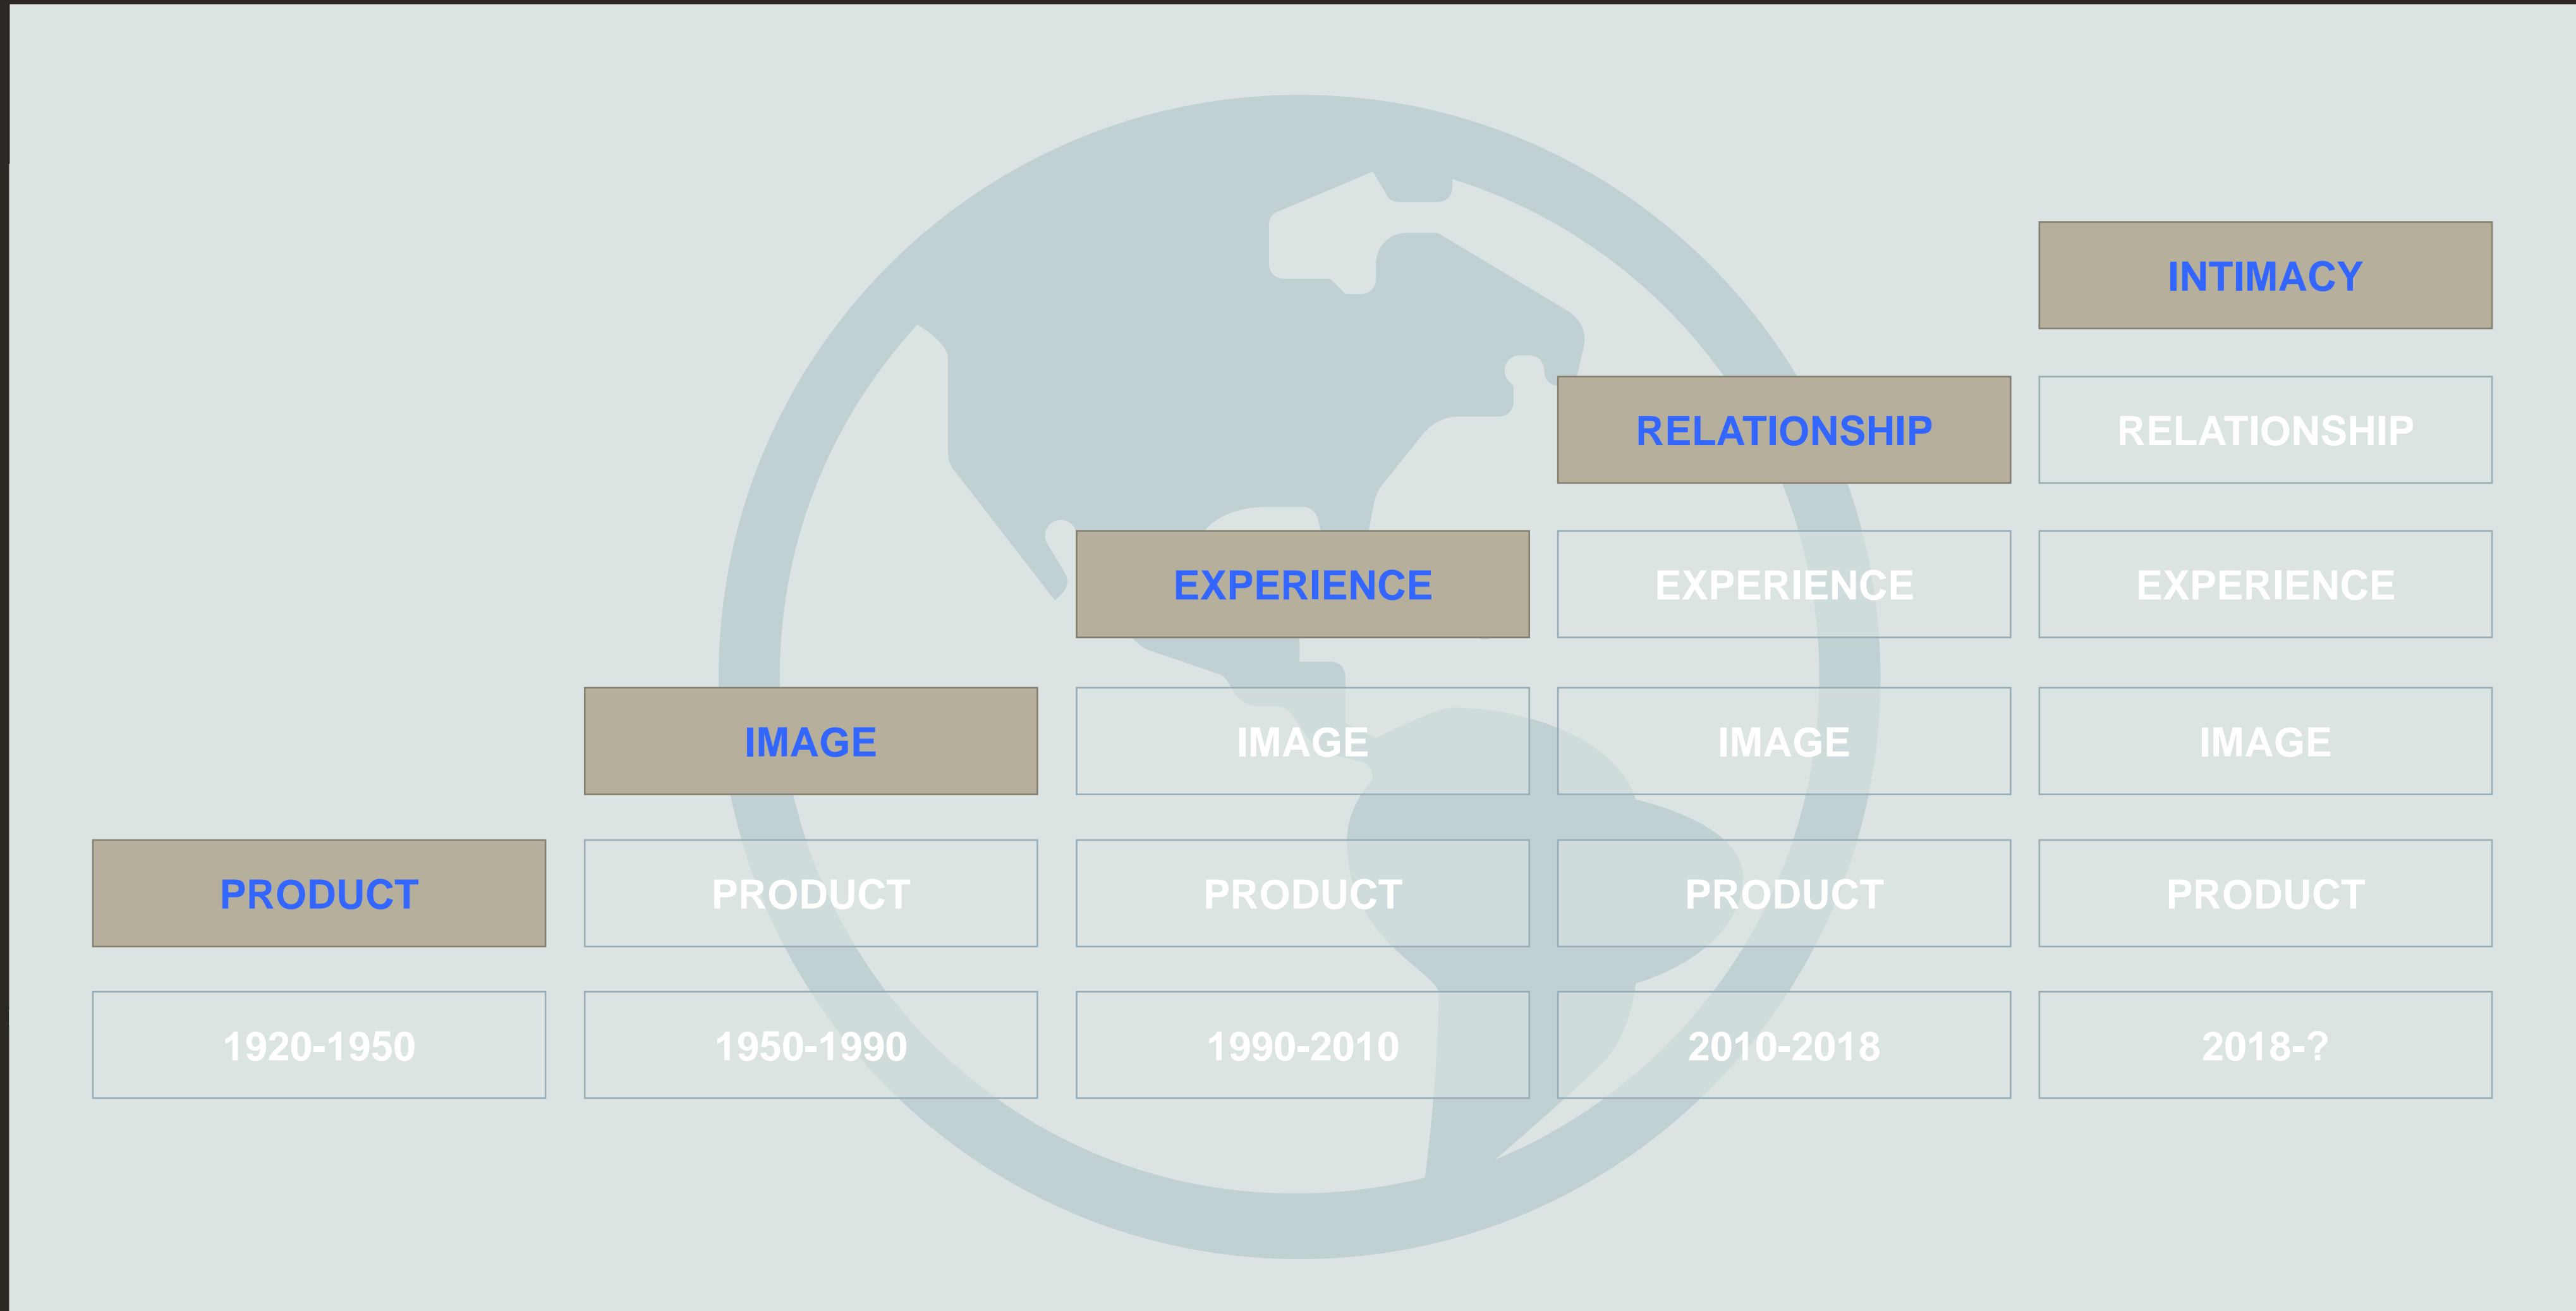 INTIMACY
RELATIONSHIP RELATIONSHIP
EXPERIENCE EXPERIENCE EXPERIENCE
IMAGE IMAGE IMAGE IMAGE
PRODUCT PRODUCT PRODUCT PRODUCT PRODUCT
1920-1950 1950-1990 1990-2010 2010-2018 2018-?